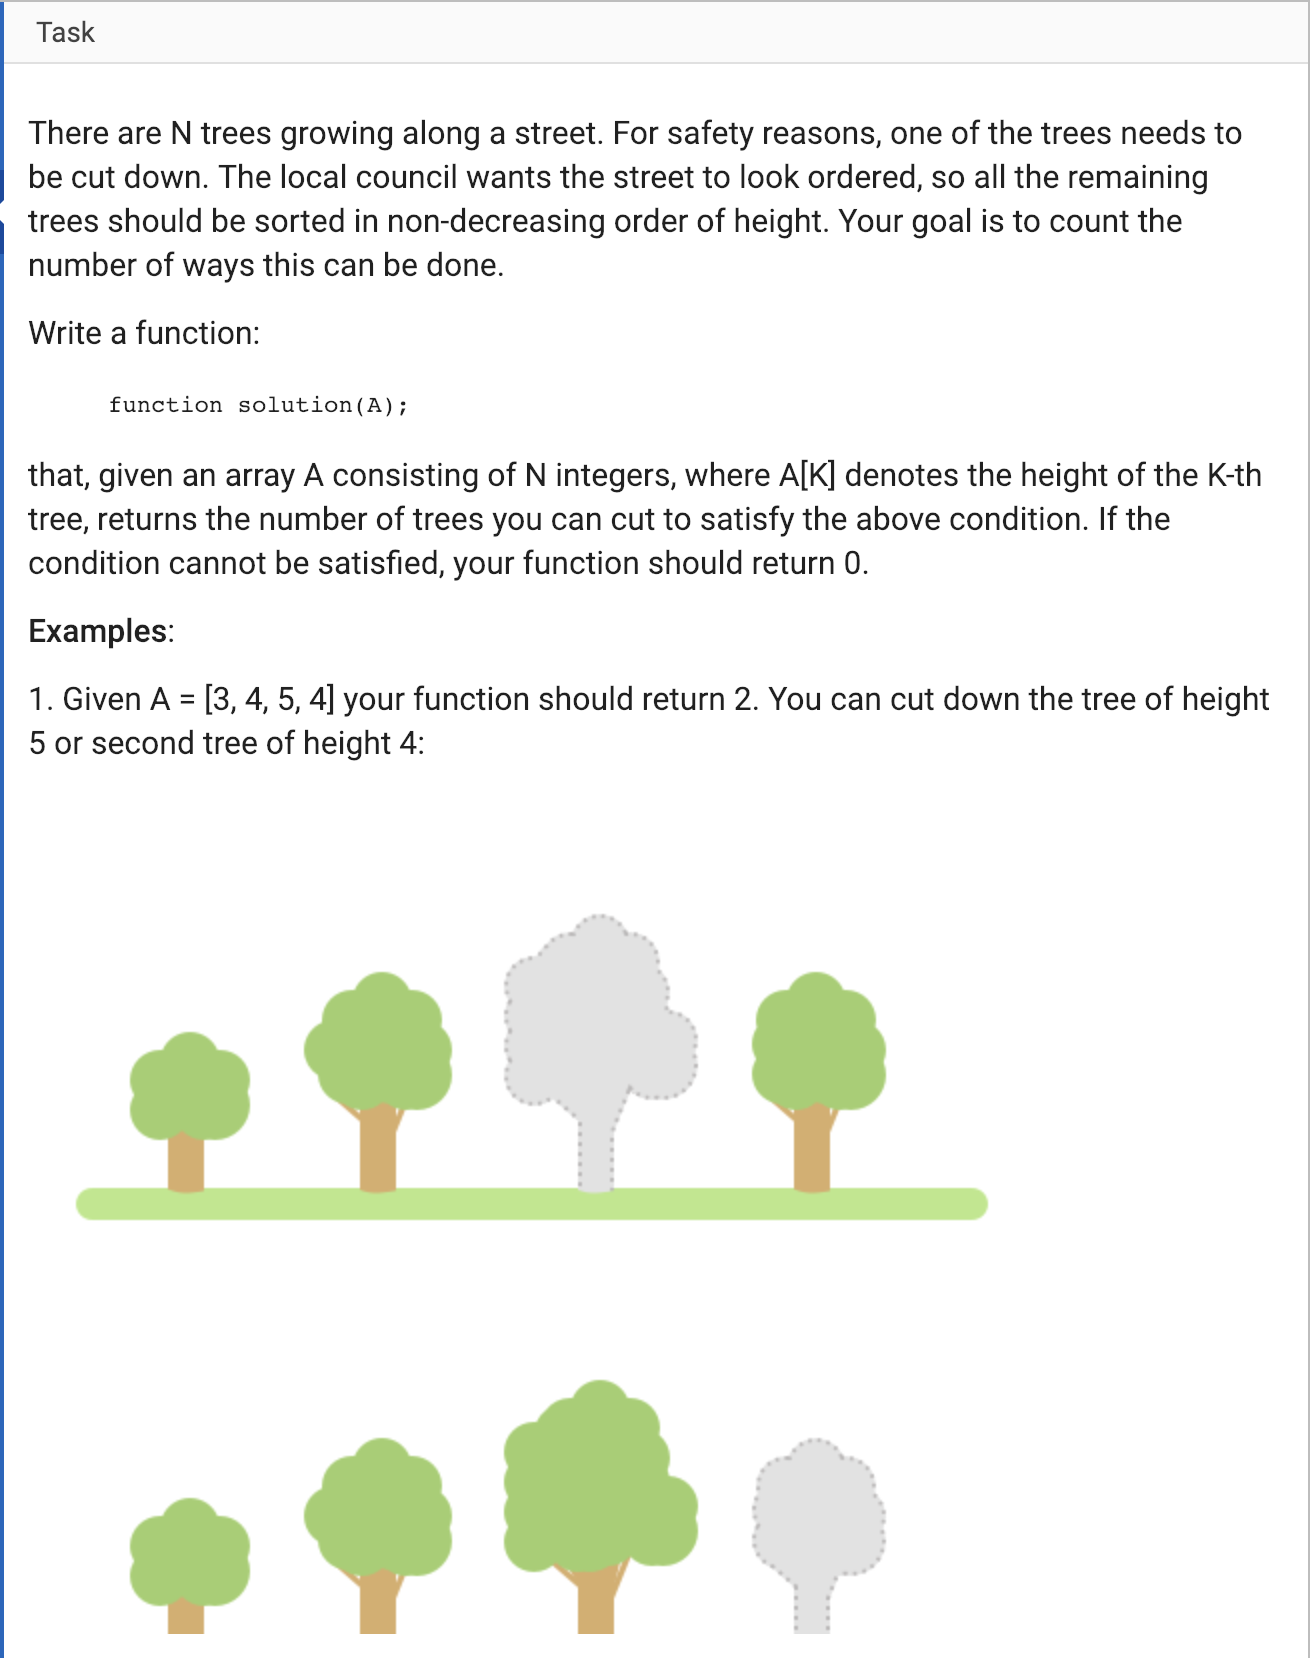 Task
There are N trees growing along a street. For safety reasons, one of the trees needs to
be cut down. The local council wants the street to look ordered, so all the remaining
trees should be sorted in non-decreasing order of height. Your goal is to count the
number of ways this can be done.
Write a function:
function solution(A);
that, given an array A consisting of N integers, where A[K] denotes the height of the K-th
tree, returns the number of trees you can cut to satisfy the above condition. If the
condition cannot be satisfied, your function should return 0.
Examples:
1. Given A = [3, 4, 5, 4] your function should return 2. You can cut down the tree of height
5 or second tree of height 4: